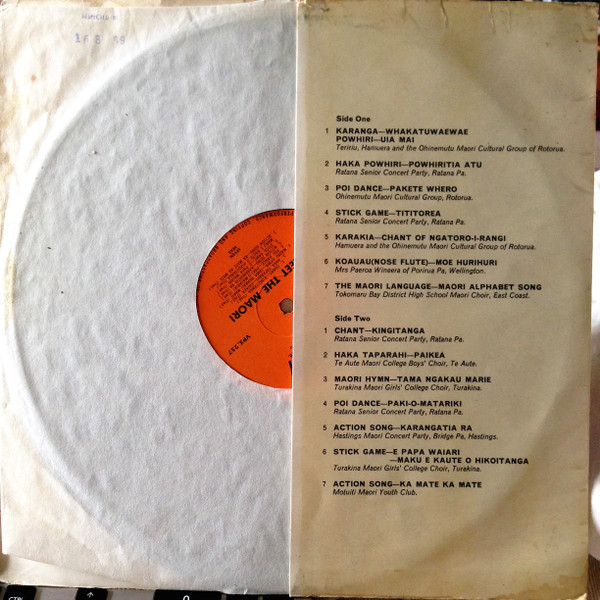 18 8 59
MEET THE MAORI
VPS.257
Side One
1 KARANGA—WHAKATUWAEWAE
POWHIRI—UIA MAI
Teririu, Hamuera and the Ohinemutu Maori Cultural Group of Rotorua.
2 HAKA POWHIRI—POWHIRITIA ATU
Ratana Senior Concert Party, Ratana Pa.
3 POI DANCE—PAKETE WHERO
Ohinemutu Maori Cultural Group, Rotorua.
4 STICK GAME—TITITOREA
Ratana Senior Concert Party, Ratana Pa.
5 KARAKIA—CHANT OF NGATORO-I-RANGI
Hamuera and the Ohinemutu Maori Cultural Group of Rotorua.
6 KOAUAU(NOSE FLUTE)—MOE HURIHURI
Mrs Paeroa Wineera of Porirua Pa, Wellington.
7 THE MAORI LANGUAGE—MAORI ALPHABET SONG
Tokomaru Bay District High School Maori Choir, East Coast.
Side Two
1 CHANT—KINGITANGA
Ratana Senior Concert Party, Ratana Pa.
2 HAKA TAPARAHI—PAIKEA
Te Aute Maori College Boys' Choir, Te Aute.
3 MAORI HYMN—TAMA NGAKAU MARIE
Turakina Maori Girls' College Choir, Turakina.
4 POI DANCE—PAKI-O-MATARIKI
Ratana Senior Concert Party, Ratana Pa.
5 ACTION SONG—KARANGATIA RA
Hastings Maori Concert Party, Bridge Pa, Hastings.
6 STICK GAME—E PAPA WAIARI
—MAKU E KAUTE O HIKOITANGA
Turakina Maori Girls' College Choir, Turakina.
7 ACTION SONG—KA MATE KA MATE
Motuiti Maori Youth Club.
CTRL